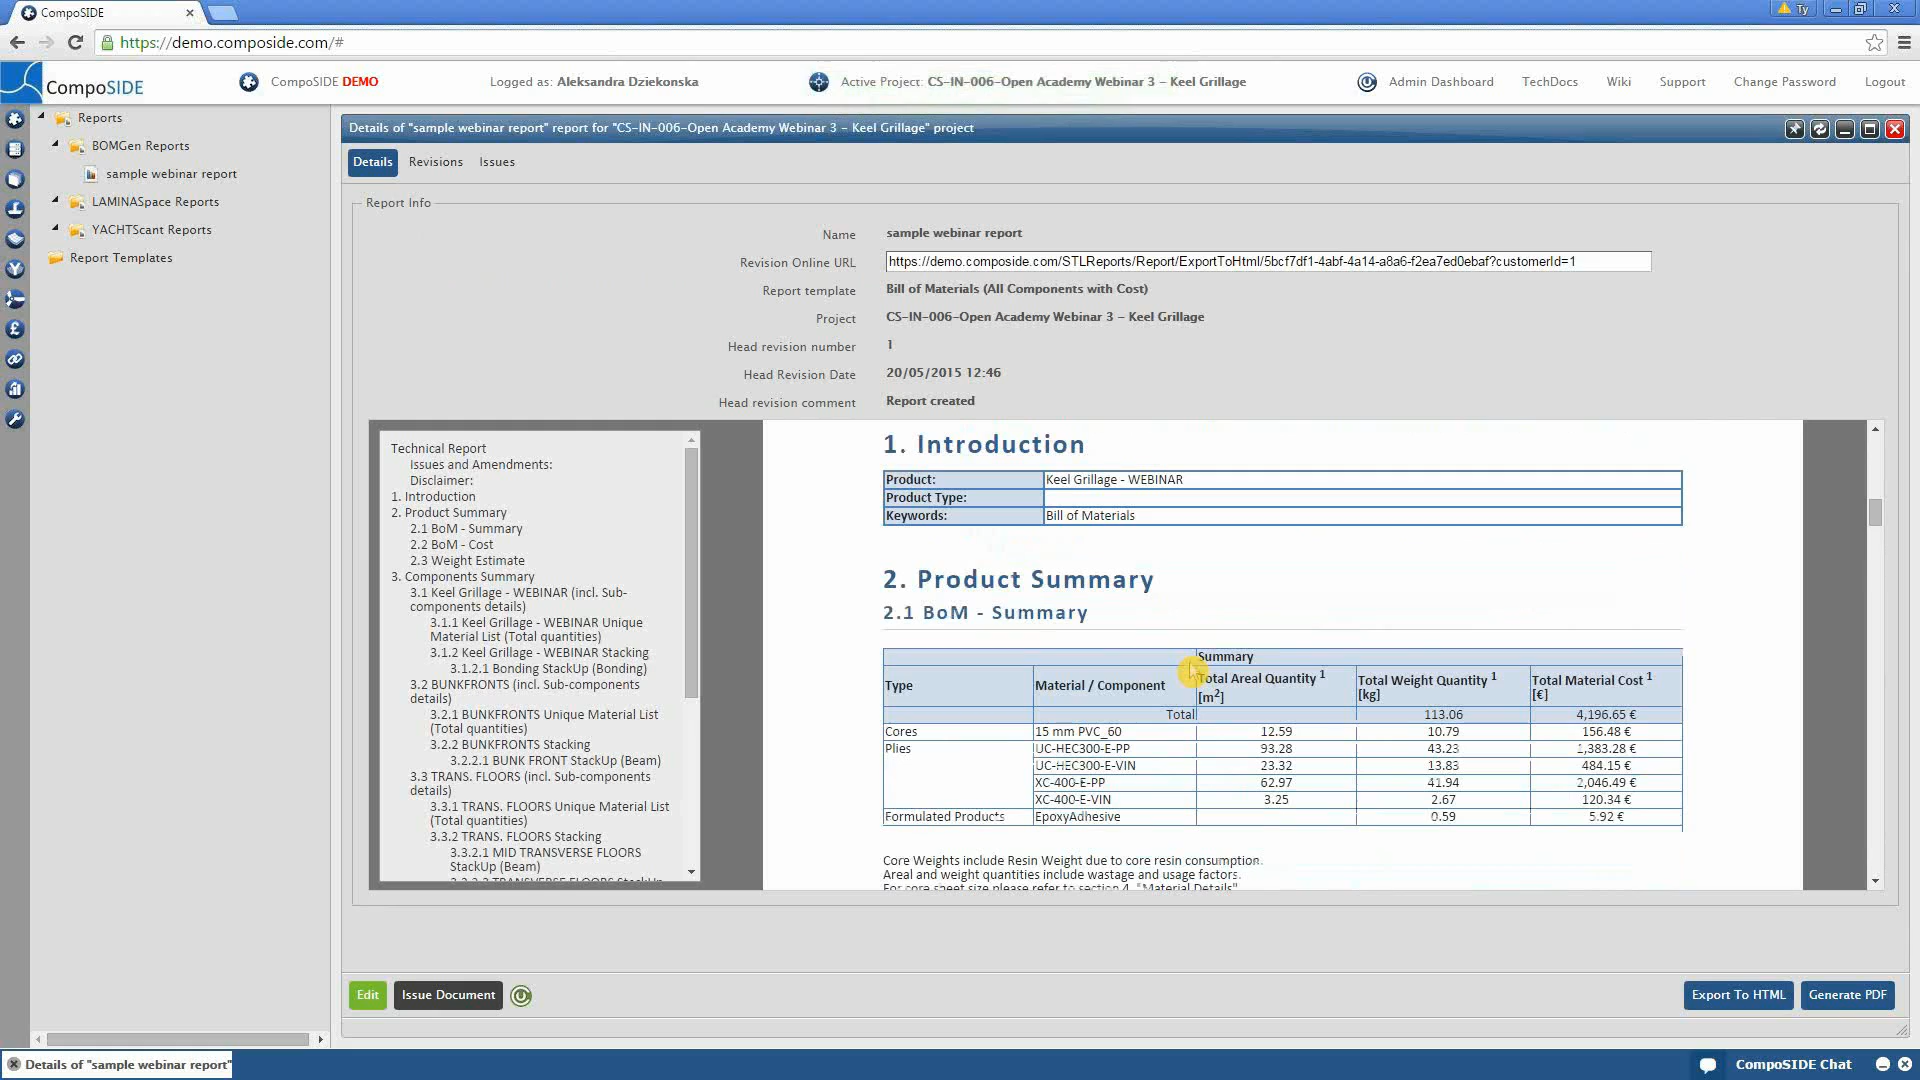 CompoSIDE
Ty
https://demo.composide.com/#
CompoSIDE
CompoSIDE DEMO
Logged as: Aleksandra Dziekonska
Active Project: CS-IN-006-Open Academy Webinar 3 - Keel Grillage
Admin Dashboard
TechDocs
Wiki
Support
Change Password
Logout
Reports
BOMGen Reports
sample webinar report
LAMINASpace Reports
YACHTScant Reports
Report Templates
Details of "sample webinar report" report for "CS-IN-006-Open Academy Webinar 3 - Keel Grillage" project
Details Revisions Issues
Report Info
Name sample webinar report
Revision Online URL https://demo.composide.com/STLReports/Report/ExportToHtml/5bcf7df1-4abf-4a14-a8a6-f2ea7ed0ebaf?customerId=1
Report template Bill of Materials (All Components with Cost)
Project CS-IN-006-Open Academy Webinar 3 - Keel Grillage
Head revision number 1
Head Revision Date 20/05/2015 12:46
Head revision comment Report created
Technical Report
Issues and Amendments:
Disclaimer:
1. Introduction
2. Product Summary
2.1 BoM - Summary
2.2 BoM - Cost
2.3 Weight Estimate
3. Components Summary
3.1 Keel Grillage - WEBINAR (incl. Sub-
components details)
3.1.1 Keel Grillage - WEBINAR Unique
Material List (Total quantities)
3.1.2 Keel Grillage - WEBINAR Stacking
3.1.2.1 Bonding StackUp (Bonding)
3.2 BUNKFRONTS (incl. Sub-components
details)
3.2.1 BUNKFRONTS Unique Material List
(Total quantities)
3.2.2 BUNKFRONTS Stacking
3.2.2.1 BUNK FRONT StackUp (Beam)
3.3 TRANS. FLOORS (incl. Sub-components
details)
3.3.1 TRANS. FLOORS Unique Material List
(Total quantities)
3.3.2 TRANS. FLOORS Stacking
3.3.2.1 MID TRANSVERSE FLOORS
StackUp (Beam)
3.3.2.2 TRANSVERSE FLOORS StackUp
1. Introduction
Product: Keel Grillage - WEBINAR
Product Type:
Keywords: Bill of Materials
2. Product Summary
2.1 BoM - Summary
Summary
Type Material / Component Total Areal Quantity 1 [m2] Total Weight Quantity 1 [kg] Total Material Cost 1 [€]
Total 113.06 4,196.65 €
Cores 15 mm PVC_60 12.59 10.79 156.48 €
Plies UC-HEC300-E-PP 93.28 43.23 1,383.28 €
UC-HEC300-E-VIN 23.32 13.83 484.15 €
XC-400-E-PP 62.97 41.94 2,046.49 €
XC-400-E-VIN 3.25 2.67 120.34 €
Formulated Products EpoxyAdhesive 0.59 5.92 €
Core Weights include Resin Weight due to core resin consumption.
Areal and weight quantities include wastage and usage factors.
For core sheet size please refer to section 4. "Material Details"
Edit
Issue Document
Export To HTML
Generate PDF
Details of "sample webinar report"
CompoSIDE Chat